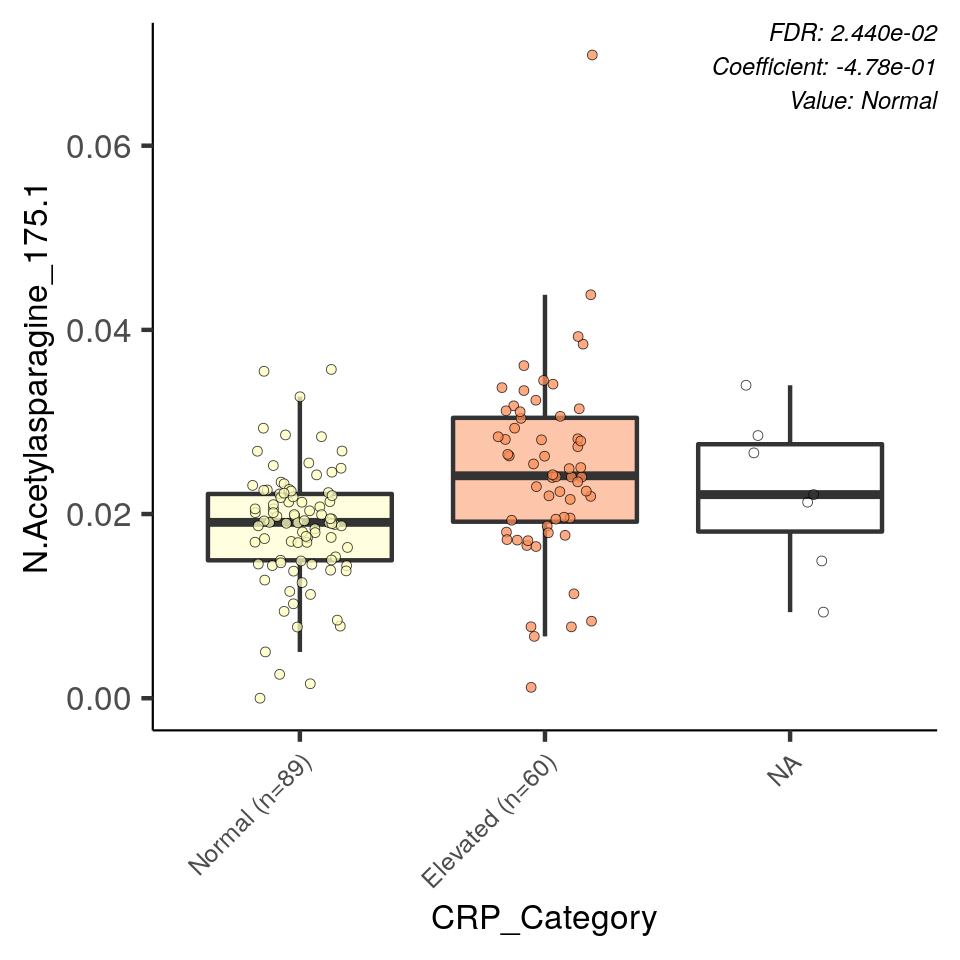 FDR: 2.440e-02
Coefficient: -4.78e-01
Value: Normal
N.Acetylasparagine_175.1
0.06
0.04
0.02
0.00
Normal (n=89)
Elevated (n=60)
NA
CRP_Category